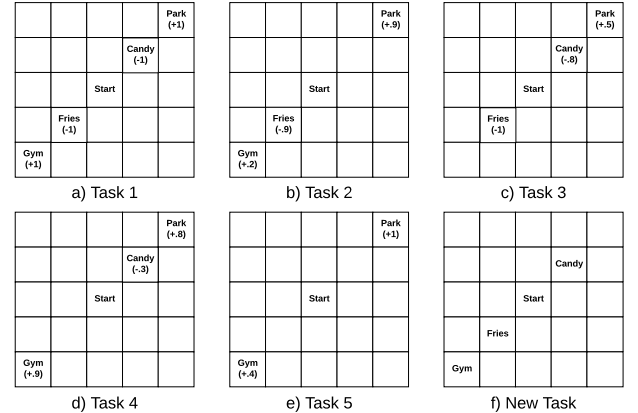 Park
(+1)
Candy
(-1)
Start
Fries
(-1)
Gym
(+1)
a) Task 1
Park
(+.9)
Start
Fries
(-.9)
Gym
(+.2)
b) Task 2
Park
(+.5)
Candy
(-.8)
Start
Fries
(-1)
c) Task 3
Park
(+.8)
Candy
(-.3)
Start
Gym
(+.9)
d) Task 4
Park
(+1)
Start
Gym
(+.4)
e) Task 5
Candy
Start
Fries
Gym
f) New Task